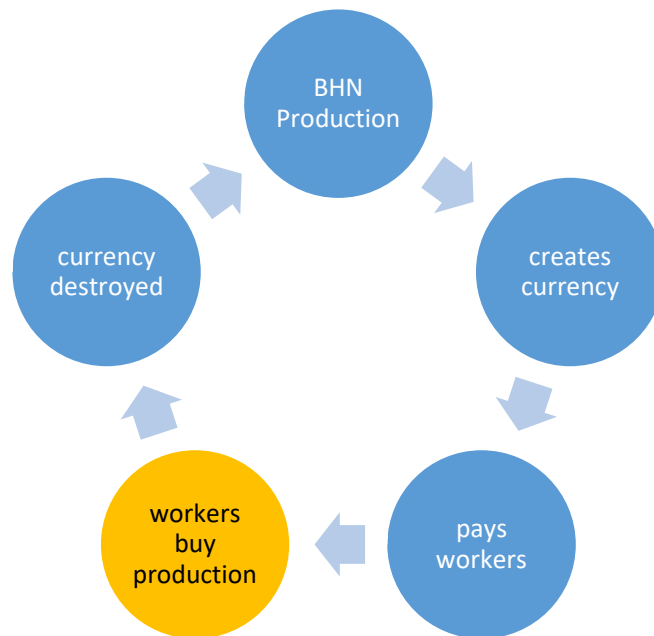 BHN
Production
creates
currency
pays
workers
workers
buy
production
currency
destroyed